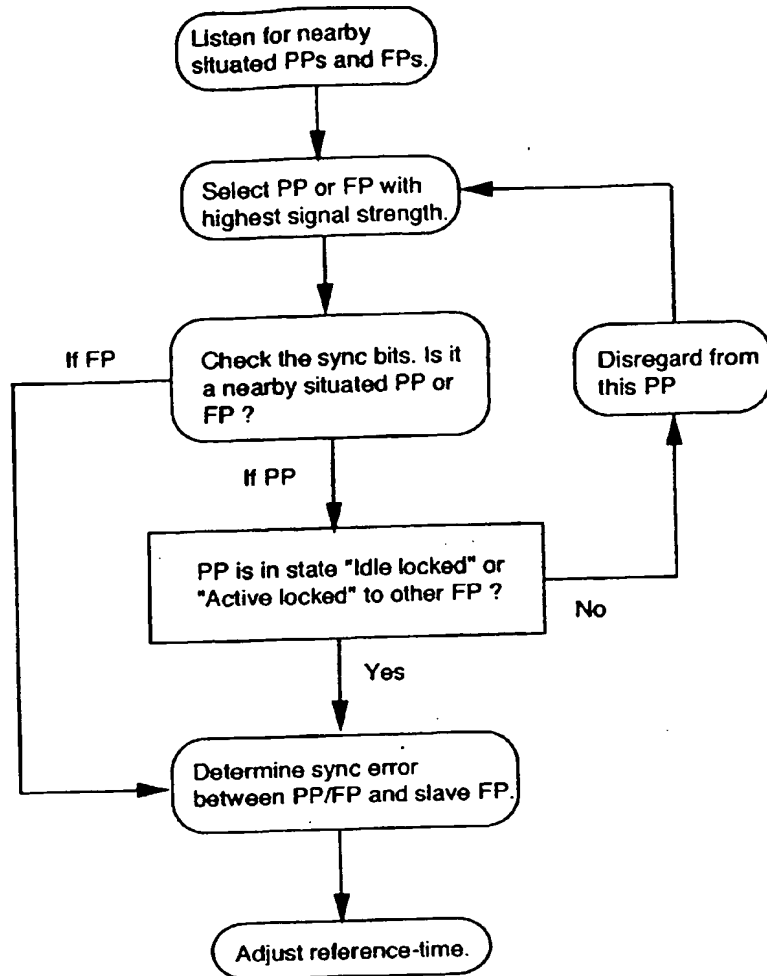 Listen for nearby
situated PPs and FPs.
Select PP or FP with
highest signal strength.
If FP
Check the sync bits. Is it
a nearby situated PP or
FP ?
Disregard from
this PP
If PP
PP is in state "Idle locked" or
"Active locked" to other FP ?
No
Yes
Determine sync error
between PP/FP and slave FP.
Adjust reference-time.